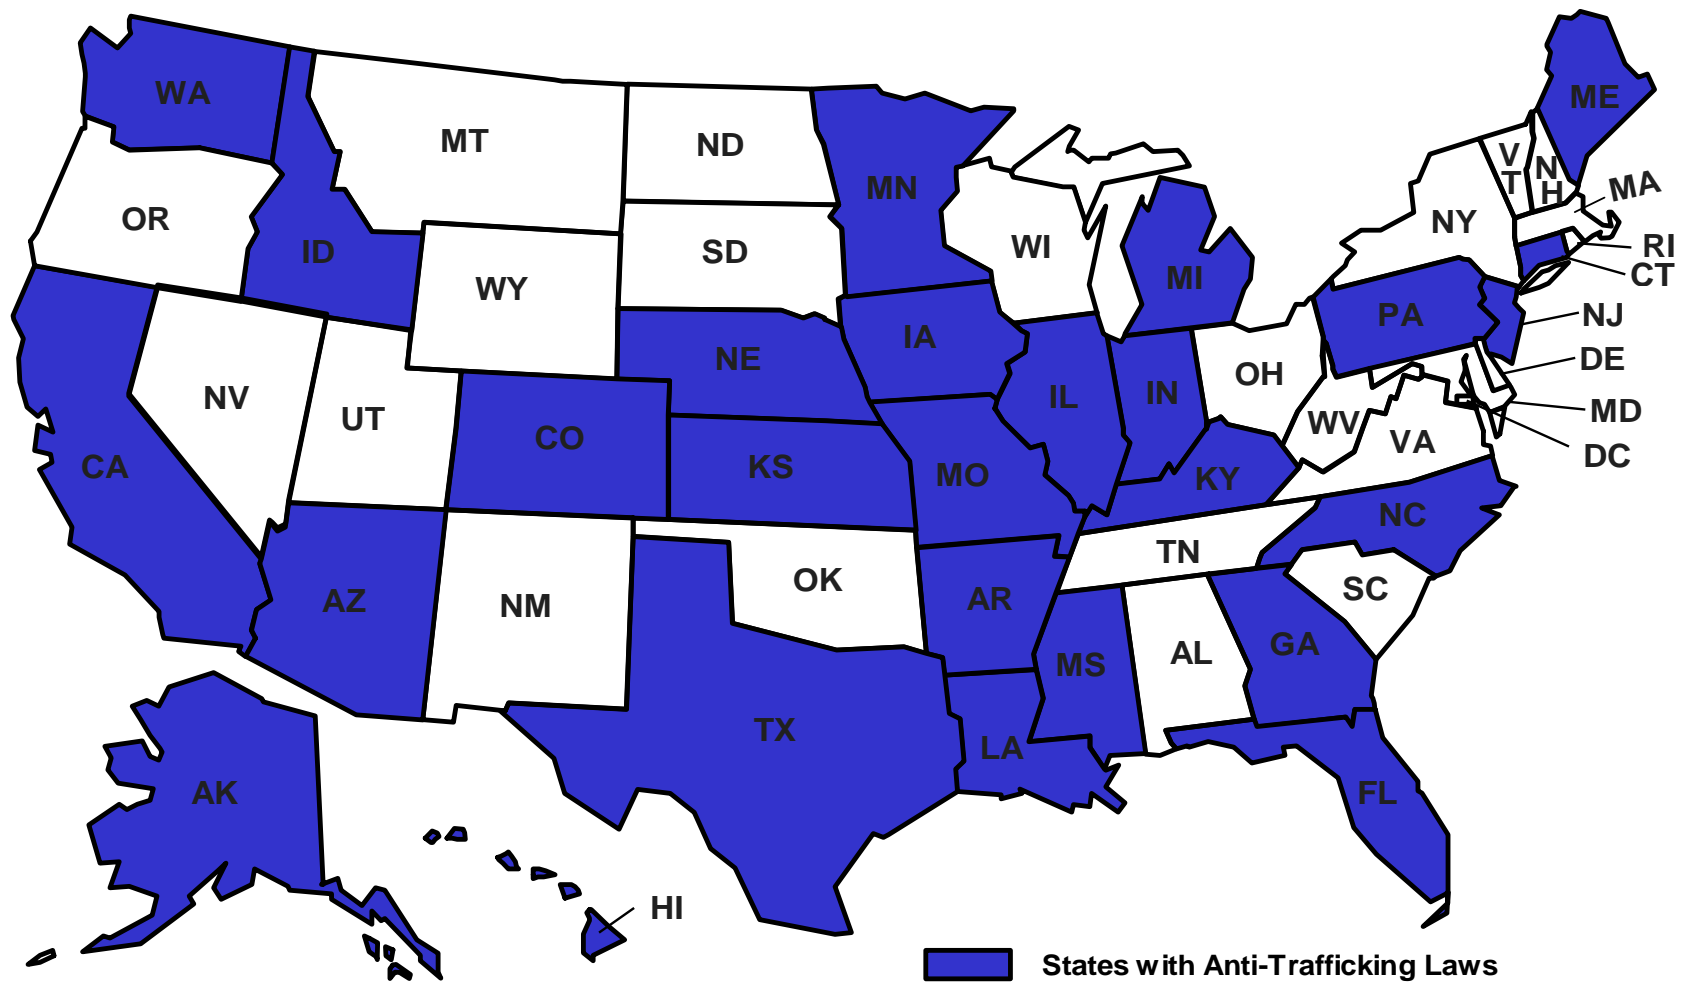 WA
MT
ND
MN
ME
OR
ID
WY
SD
WI
MI
NY
V
T
N
H
MA
RI
CT
NJ
DE
MD
DC
PA
NV
UT
CO
NE
IA
IL
IN
OH
WV
VA
CA
KS
MO
KY
NC
TN
AZ
NM
OK
AR
SC
MS
AL
GA
TX
LA
FL
AK
HI
States with Anti-Trafficking Laws